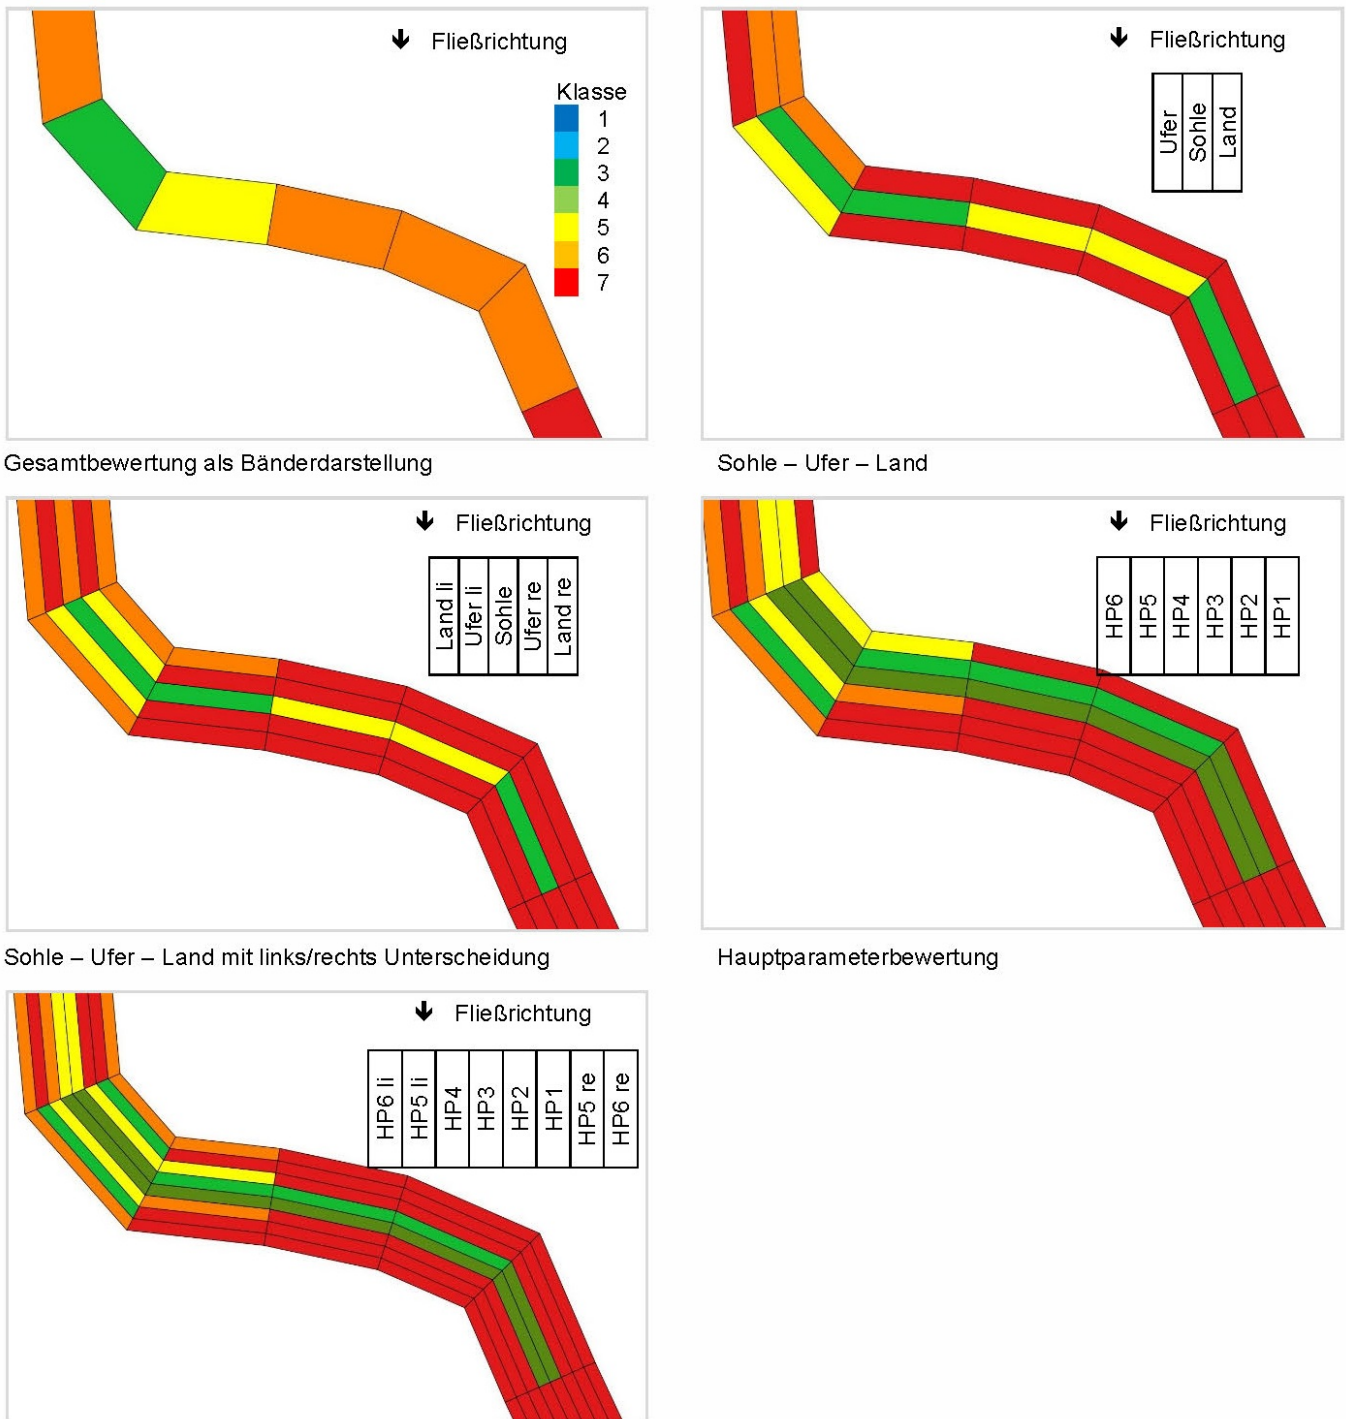 🡫 Fließrichtung
Klasse
1
2
3
4
5
6
7
Gesamtbewertung als Bänderdarstellung
🡫 Fließrichtung
Ufer
Sohle
Land
Sohle – Ufer – Land
🡫 Fließrichtung
Land li
Ufer li
Sohle
Ufer re
Land re
Sohle – Ufer – Land mit links/rechts Unterscheidung
🡫 Fließrichtung
HP6
HP5
HP4
HP3
HP2
HP1
Hauptparameterbewertung
🡫 Fließrichtung
HP6 li
HP5 li
HP4
HP3
HP2
HP1
HP5 re
HP6 re